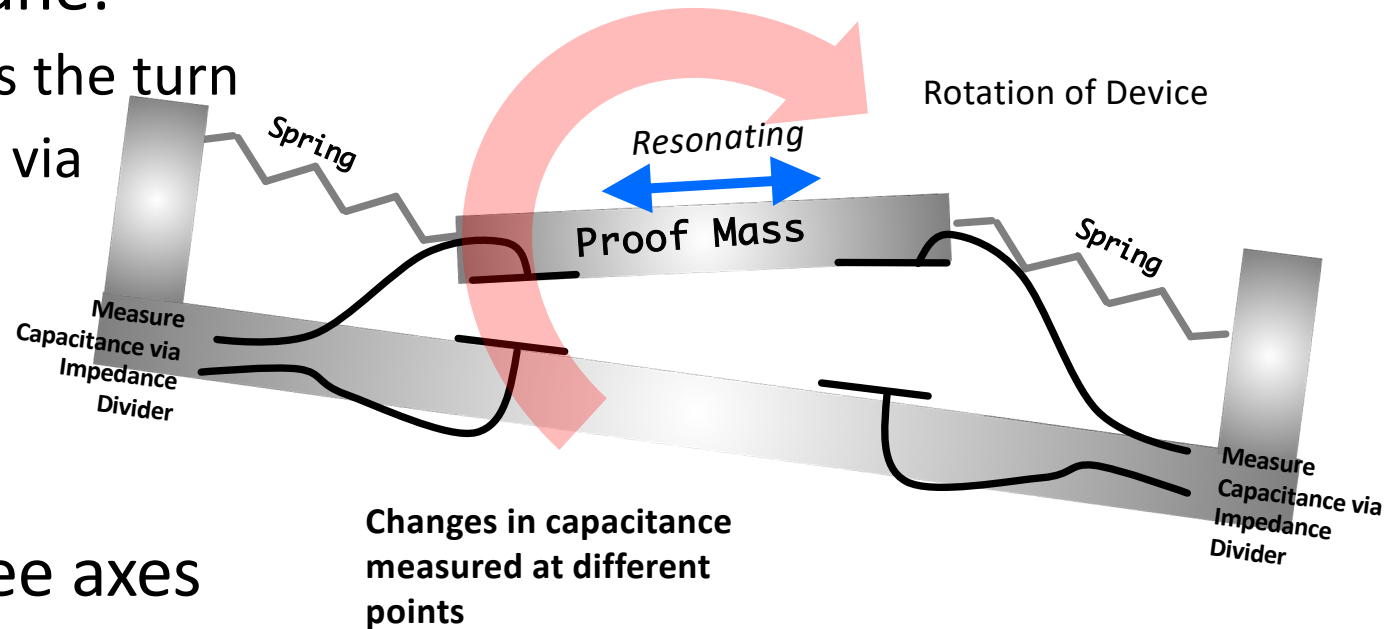 s the turn
via
Rotation of Device
Spring
Resonating
Proof Mass
Spring
Measure
Capacitance via
Impedance
Divider
Measure
Capacitance via
Impedance
Divider
Changes in capacitance
measured at different
points
ee axes